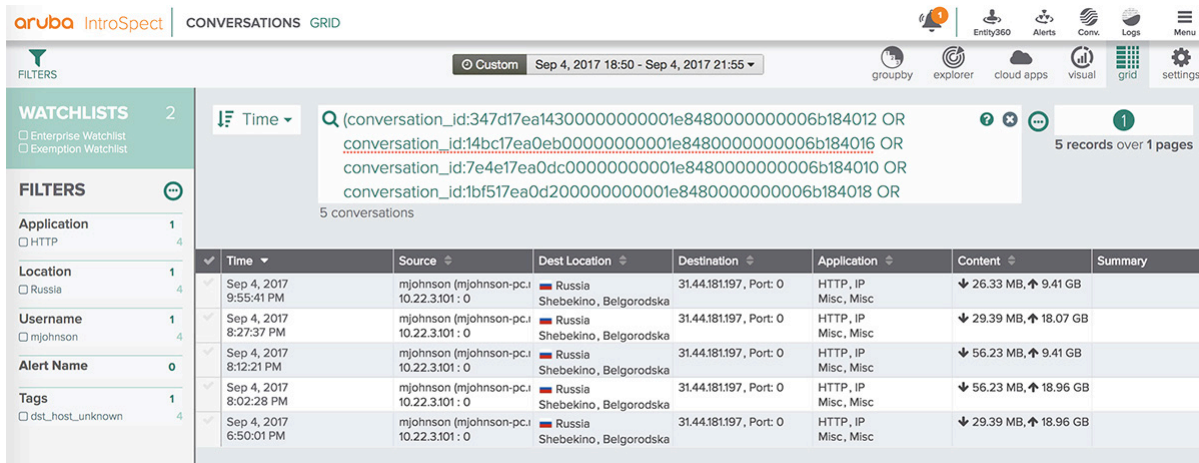 aruba IntroSpect CONVERSATIONS GRID
1
Entity360 Alerts Conv. Logs Menu
FILTERS
Custom Sep 4, 2017 18:50 - Sep 4, 2017 21:55
groupby explorer cloud apps visual grid settings
WATCHLISTS 2
Enterprise Watchlist
Exemption Watchlist
FILTERS
Application 1
HTTP 4
Location 1
Russia 4
Username 1
mjohnson 4
Alert Name 0
Tags 1
dst_host_unknown 4
Time
(conversation_id:347d17ea14300000000001e8480000000006b184012 OR
conversation_id:14bc17ea0eb00000000001e8480000000006b184016 OR
conversation_id:7e4e17ea0dc00000000001e8480000000006b184010 OR
conversation_id:1bf517ea0d200000000001e8480000000006b184018 OR
5 conversations
1
5 records over 1 pages
Time Source Dest Location Destination Application Content Summary
Sep 4, 2017 mjohnson (mjohnson-pc.r Russia 31.44.181.197, Port: 0 HTTP, IP 26.33 MB, 9.41 GB
9:55:41 PM 10.22.3.101 : 0 Shebekino, Belgorodska Misc, Misc
Sep 4, 2017 mjohnson (mjohnson-pc.r Russia 31.44.181.197, Port: 0 HTTP, IP 29.39 MB, 18.07 GB
8:27:37 PM 10.22.3.101 : 0 Shebekino, Belgorodska Misc, Misc
Sep 4, 2017 mjohnson (mjohnson-pc.r Russia 31.44.181.197, Port: 0 HTTP, IP 56.23 MB, 9.41 GB
8:12:21 PM 10.22.3.101 : 0 Shebekino, Belgorodska Misc, Misc
Sep 4, 2017 mjohnson (mjohnson-pc.r Russia 31.44.181.197, Port: 0 HTTP, IP 56.23 MB, 18.96 GB
8:02:28 PM 10.22.3.101 : 0 Shebekino, Belgorodska Misc, Misc
Sep 4, 2017 mjohnson (mjohnson-pc.r Russia 31.44.181.197, Port: 0 HTTP, IP 29.39 MB, 18.96 GB
6:50:01 PM 10.22.3.101 : 0 Shebekino, Belgorodska Misc, Misc